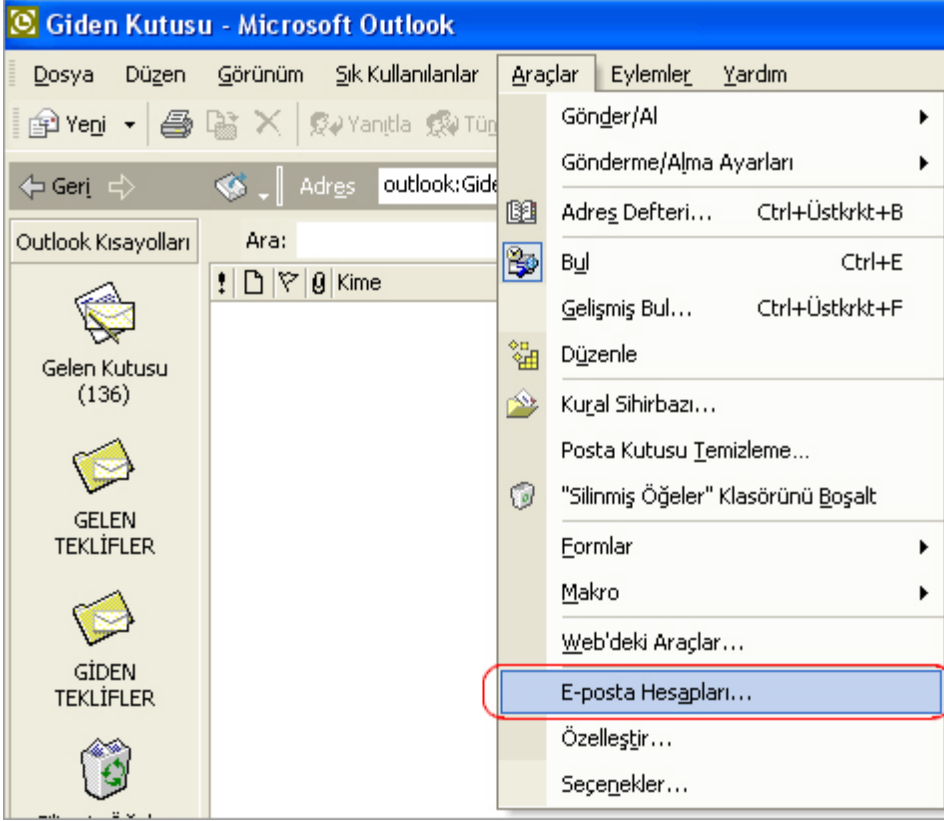 Giden Kutusu - Microsoft Outlook
Dosya Düzen Görünüm Sık Kullanılanlar Araçlar Eylemler Yardım
Yeni Yanıtla Tüm
Geri Adres outlook:Gide
Outlook Kısayolları
Ara:
! Kime
Gelen Kutusu
(136)
GELEN
TEKLİFLER
GİDEN
TEKLİFLER
Gönder/Al
Gönderme/Alma Ayarları
Adres Defteri... Ctrl+Üstkrkt+B
Bul Ctrl+E
Gelişmiş Bul... Ctrl+Üstkrkt+F
Düzenle
Kural Sihirbazı...
Posta Kutusu Temizleme...
"Silinmiş Öğeler" Klasörünü Boşalt
Formlar
Makro
Web'deki Araçlar...
E-posta Hesapları...
Özelleştir...
Seçenekler...